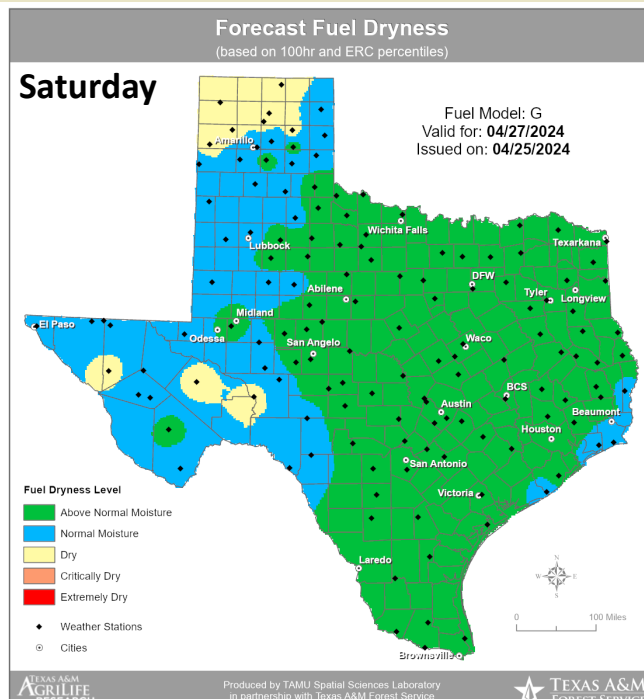 Forecast Fuel Dryness
(based on 100hr and ERC percentiles)
Saturday
Fuel Model: G
Valid for: 04/27/2024
Issued on: 04/25/2024
Amarillo
Wichita Falls
Texarkana
Lubbock
DFW
Abilene
Tyler
Longview
El Paso
Midland
Odessa
San Angelo
Waco
BCS
Austin
Beaumont
Houston
San Antonio
Victoria
Laredo
Brownsville
Fuel Dryness Level
Above Normal Moisture
Normal Moisture
Dry
Critically Dry
Extremely Dry
Weather Stations
Cities
N
W E
S
0 100 Miles
TEXAS A&M
AGRILIFE
RESEARCH
Produced by TAMU Spatial Sciences Laboratory
in partnership with Texas A&M Forest Service
TEXAS A&M
FOREST SERVICE